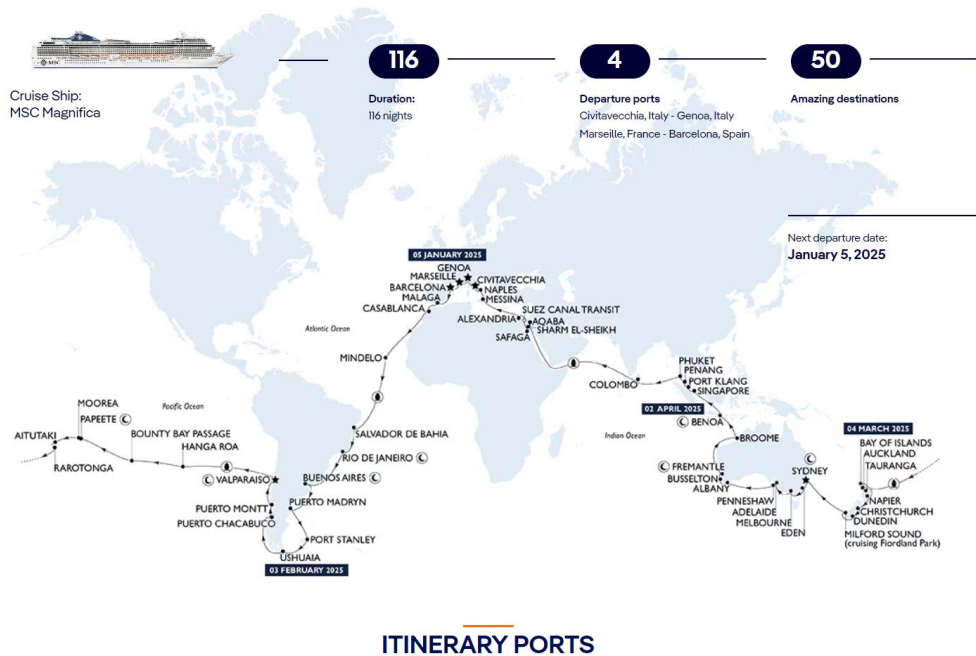 116
4
50
Cruise Ship:
MSC Magnifica
Duration:
116 nights
Departure ports
Civitavecchia, Italy - Genoa, Italy
Marseille, France - Barcelona, Spain
Amazing destinations
Next departure date:
January 5, 2025
05 JANUARY 2025
GENOA
MARSEILLE
CIVITAVECCHIA
BARCELONA
NAPLES
MALAGA
MESSINA
CASABLANCA
SUEZ CANAL TRANSIT
ALEXANDRIA
AQABA
SHARM EL-SHEIKH
SAFAGA
Atlantic Ocean
MINDELO
PHUKET
PENANG
PORT KLANG
SINGAPORE
COLOMBO
02 APRIL 2025
BENOA
Indian Ocean
BROOME
MOOREA
Pacific Ocean
PAPEETE
AITUTAKI
BOUNTY BAY PASSAGE
HANGA ROA
RAROTONGA
VALPARAISO
SALVADOR DE BAHIA
RIO DE JANEIRO
BUENOS AIRES
PUERTO MADRYN
PUERTO MONTT
PUERTO CHACABUCO
PORT STANLEY
USHUAIA
03 FEBRUARY 2025
04 MARCH 2025
BAY OF ISLANDS
AUCKLAND
TAURANGA
FREMANTLE
BUSSELTON
ALBANY
SYDNEY
PENNESHAW
ADELAIDE
MELBOURNE
EDEN
NAPIER
CHRISTCHURCH
DUNEDIN
MILFORD SOUND
(cruising Fiordland Park)
ITINERARY PORTS